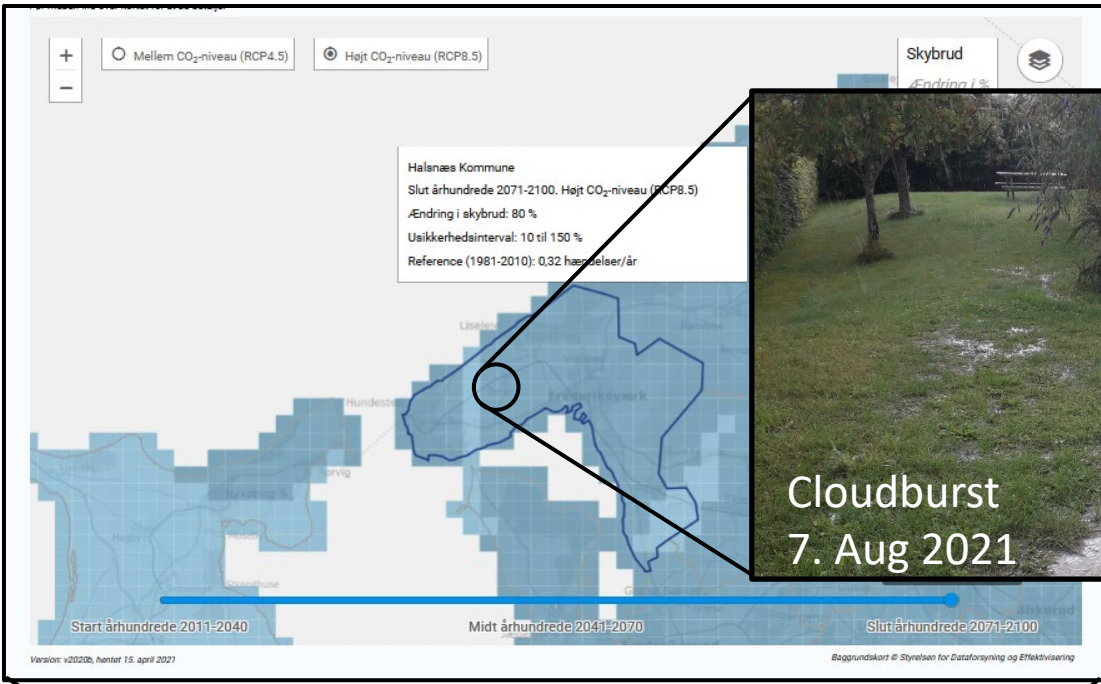 +
−
Mellem CO₂-niveau (RCP4.5)
Højt CO₂-niveau (RCP8.5)
Skybrud
Ændring i %
Halsnæs Kommune
Slut århundrede 2071-2100. Højt CO₂-niveau (RCP8.5)
Ændring i skybrud: 80 %
Usikkerhedsinterval: 10 til 150 %
Reference (1981-2010): 0,32 hændelser/år
Hundested
Frederiksværk
Cloudburst
7. Aug 2021
Birkerød
Start århundrede 2011-2040
Midt århundrede 2041-2070
Slut århundrede 2071-2100
Version: v2020b, hentet 15. april 2021
Baggrundskort © Styrelsen for Dataforsyning og Effektivisering